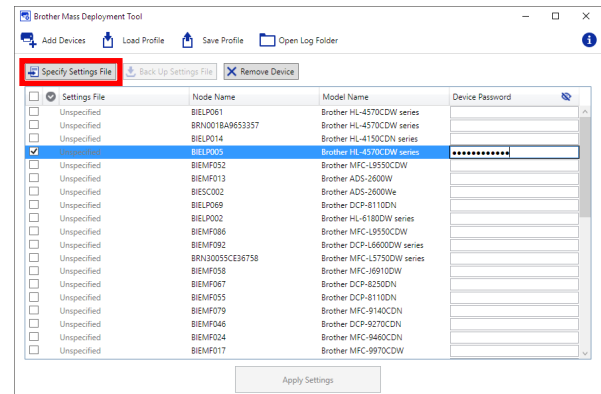 Brother Mass Deployment Tool
Add Devices Load Profile Save Profile Open Log Folder
Specify Settings File Back Up Settings File Remove Device
Settings File Node Name Model Name Device Password
Unspecified BIELP061 Brother HL-4570CDW series
Unspecified BRN001BA9653357 Brother HL-4570CDW series
Unspecified BIELP014 Brother HL-4150CDN series
Unspecified BIELP005 Brother HL-4570CDW series ••••••••••••
Unspecified BIEMF052 Brother MFC-L9550CDW
Unspecified BIEMF013 Brother ADS-2600W
Unspecified BIESC002 Brother ADS-2600We
Unspecified BIELP069 Brother DCP-8110DN
Unspecified BIELP002 Brother HL-6180DW series
Unspecified BIEMF086 Brother MFC-L9550CDW
Unspecified BIEMF092 Brother DCP-L6600DW series
Unspecified BRN30055CE36758 Brother MFC-L5750DW series
Unspecified BIEMF058 Brother MFC-J6910DW
Unspecified BIEMF067 Brother DCP-8250DN
Unspecified BIEMF055 Brother DCP-8110DN
Unspecified BIEMF079 Brother MFC-9140CDN
Unspecified BIEMF046 Brother DCP-9270CDN
Unspecified BIEMF024 Brother MFC-9460CDN
Unspecified BIEMF017 Brother MFC-9970CDW
Apply Settings